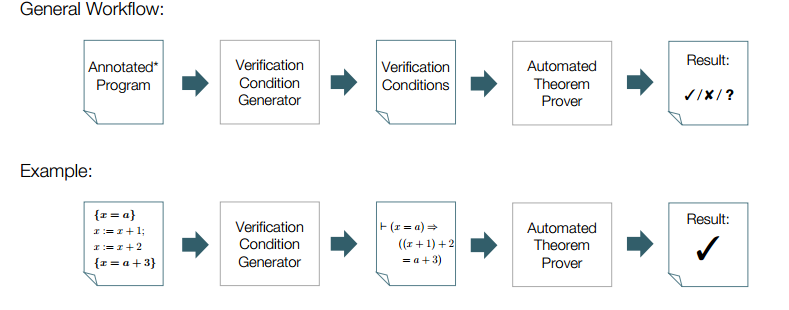 General Workflow:
Annotated*
Program
Verification
Condition
Generator
Verification
Conditions
Automated
Theorem
Prover
Result:
✓/✘/?
Example:
{x = a}
x := x + 1;
x := x + 2
{x = a + 3}
Verification
Condition
Generator
⊢ (x = a) ⇒
((x + 1) + 2
= a + 3)
Automated
Theorem
Prover
Result:
✓